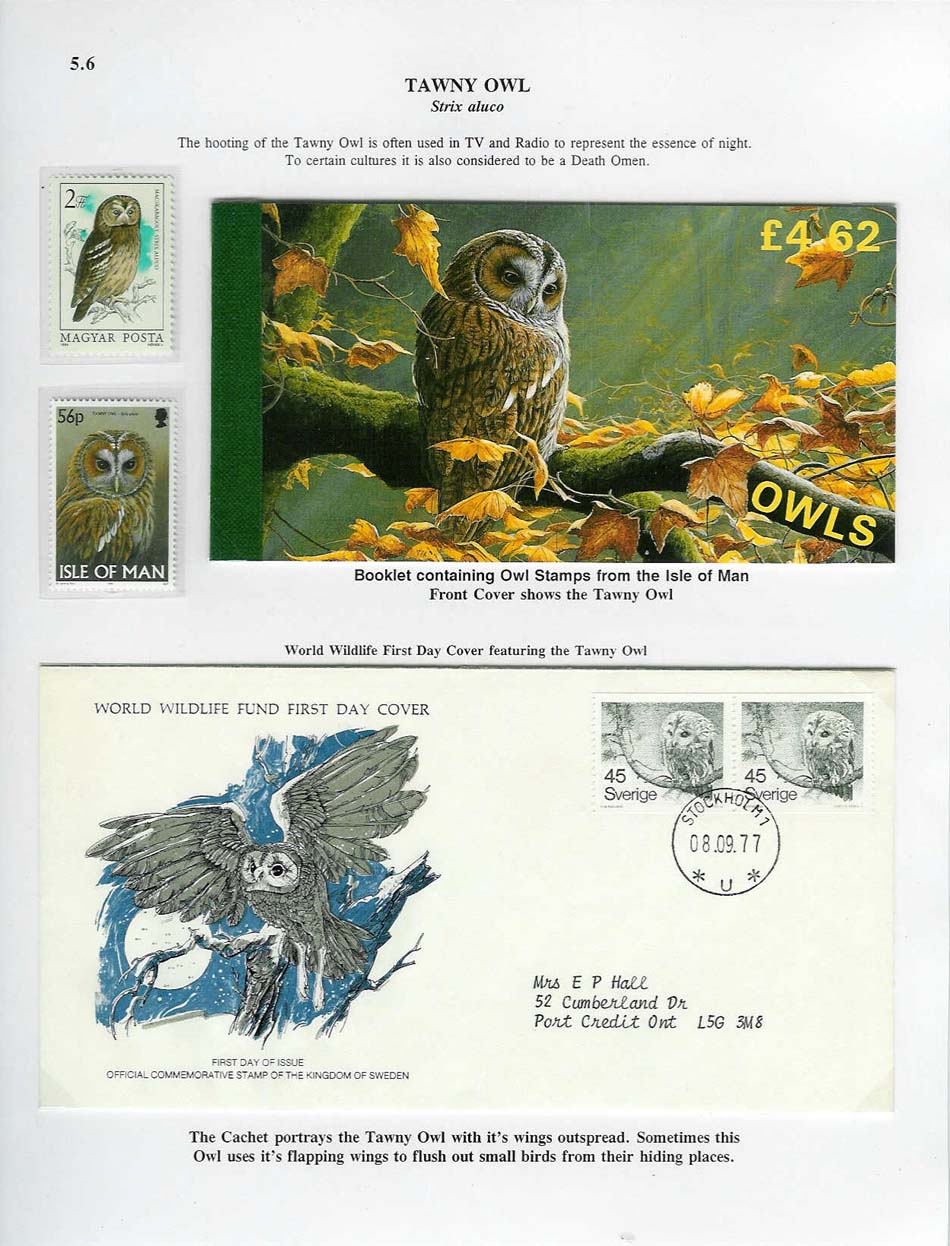 5.6
TAWNY OWL
Strix aluco
The hooting of the Tawny Owl is often used in TV and Radio to represent the essence of night.
To certain cultures it is also considered to be a Death Omen.
2 Ft
MAGYAR POSTA
£4.62
OWLS
56p
TAWNY OWL - Strix aluco
ISLE OF MAN
Booklet containing Owl Stamps from the Isle of Man
Front Cover shows the Tawny Owl
World Wildlife First Day Cover featuring the Tawny Owl
WORLD WILDLIFE FUND FIRST DAY COVER
45
Sverige
45
Sverige
STOCKHOLM 1
08.09.77
* U *
Mrs E P Hall
52 Cumberland Dr
Port Credit Ont L5G 3M8
FIRST DAY OF ISSUE
OFFICIAL COMMEMORATIVE STAMP OF THE KINGDOM OF SWEDEN
The Cachet portrays the Tawny Owl with it's wings outspread. Sometimes this
Owl uses it's flapping wings to flush out small birds from their hiding places.